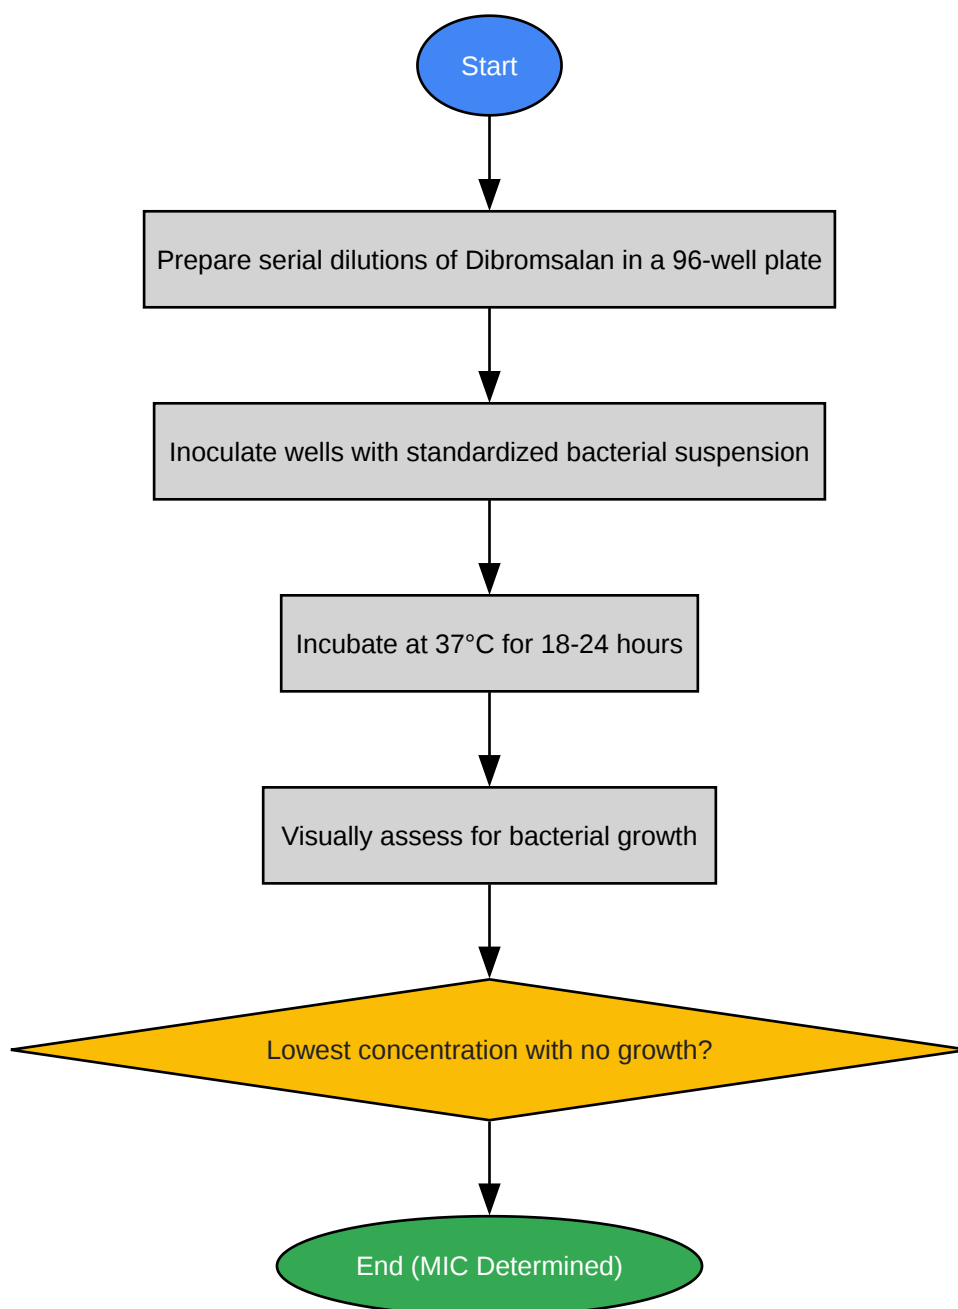 Start
Prepare serial dilutions of Dibromsalan in a 96-well plate
Inoculate wells with standardized bacterial suspension
Incubate at 37°C for 18-24 hours
Visually assess for bacterial growth
Lowest concentration with no growth?
End (MIC Determined)